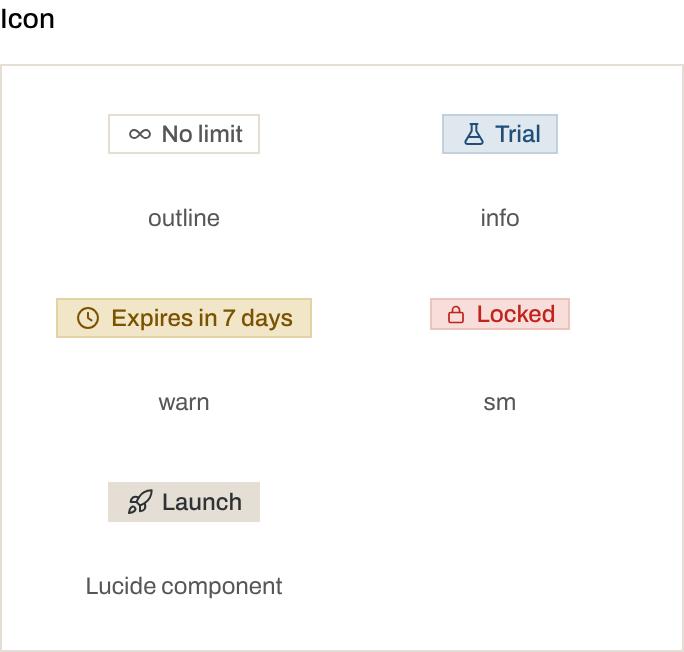 Icon
No limit
Trial
outline
info
Expires in 7 days
Locked
warn
sm
Launch
Lucide component